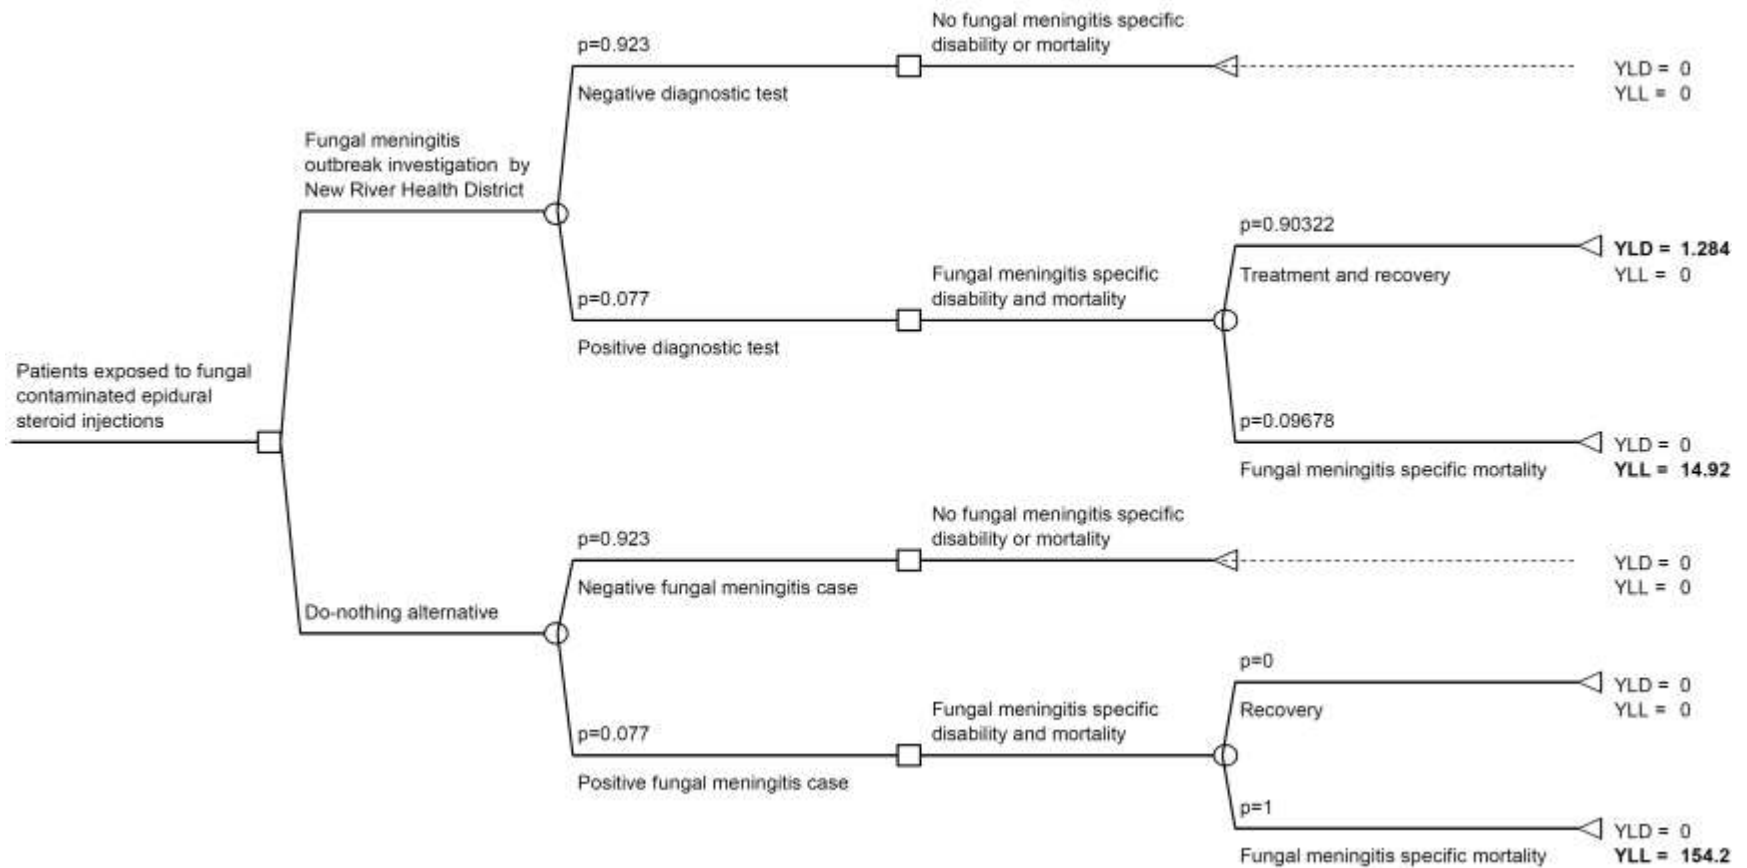 No fungal meningitis specific
disability or mortality
p=0.923
Negative diagnostic test
YLD = 0
YLL = 0
Fungal meningitis
outbreak investigation by
New River Health District
p=0.90322
Treatment and recovery
YLD = 1.284
YLL = 0
Fungal meningitis specific
disability and mortality
p=0.077
Positive diagnostic test
Patients exposed to fungal
contaminated epidural
steroid injections
p=0.09678
Fungal meningitis specific mortality
YLD = 0
YLL = 14.92
No fungal meningitis specific
disability or mortality
p=0.923
Negative fungal meningitis case
YLD = 0
YLL = 0
Do-nothing alternative
p=0
Recovery
YLD = 0
YLL = 0
Fungal meningitis specific
disability and mortality
p=0.077
Positive fungal meningitis case
p=1
Fungal meningitis specific mortality
YLD = 0
YLL = 154.2